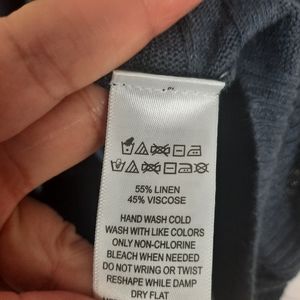 55% LINEN
45% VISCOSE
HAND WASH COLD
WASH WITH LIKE COLORS
ONLY NON-CHLORINE
BLEACH WHEN NEEDED
DO NOT WRING OR TWIST
RESHAPE WHILE DAMP
DRY FLAT